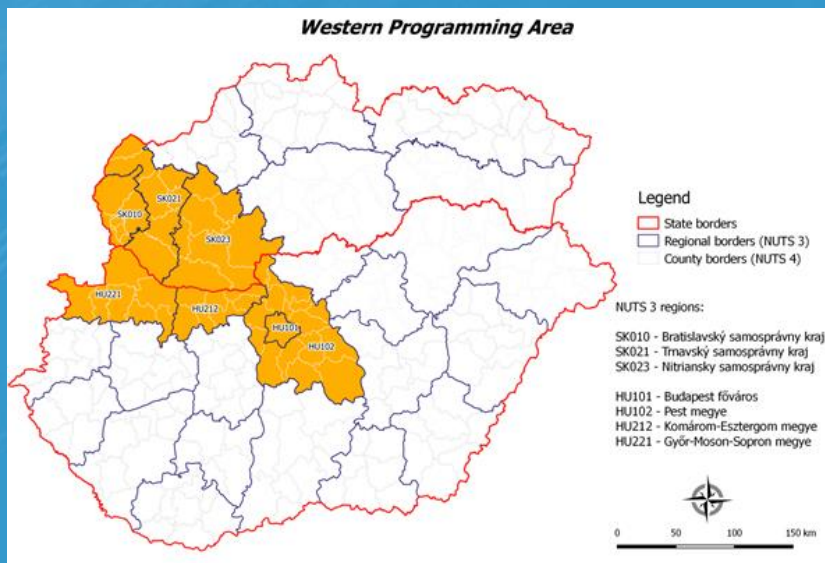 Western Programming Area
SK010
SK021
SK023
HU221
HU212
HU101
HU102
Legend
State borders
Regional borders (NUTS 3)
County borders (NUTS 4)
NUTS 3 regions:
SK010 - Bratislavský samosprávny kraj
SK021 - Trnavský samosprávny kraj
SK023 - Nitriansky samosprávny kraj
HU101 - Budapest főváros
HU102 - Pest megye
HU212 - Komárom-Esztergom megye
HU221 - Győr-Moson-Sopron megye
0 50 100 150 km